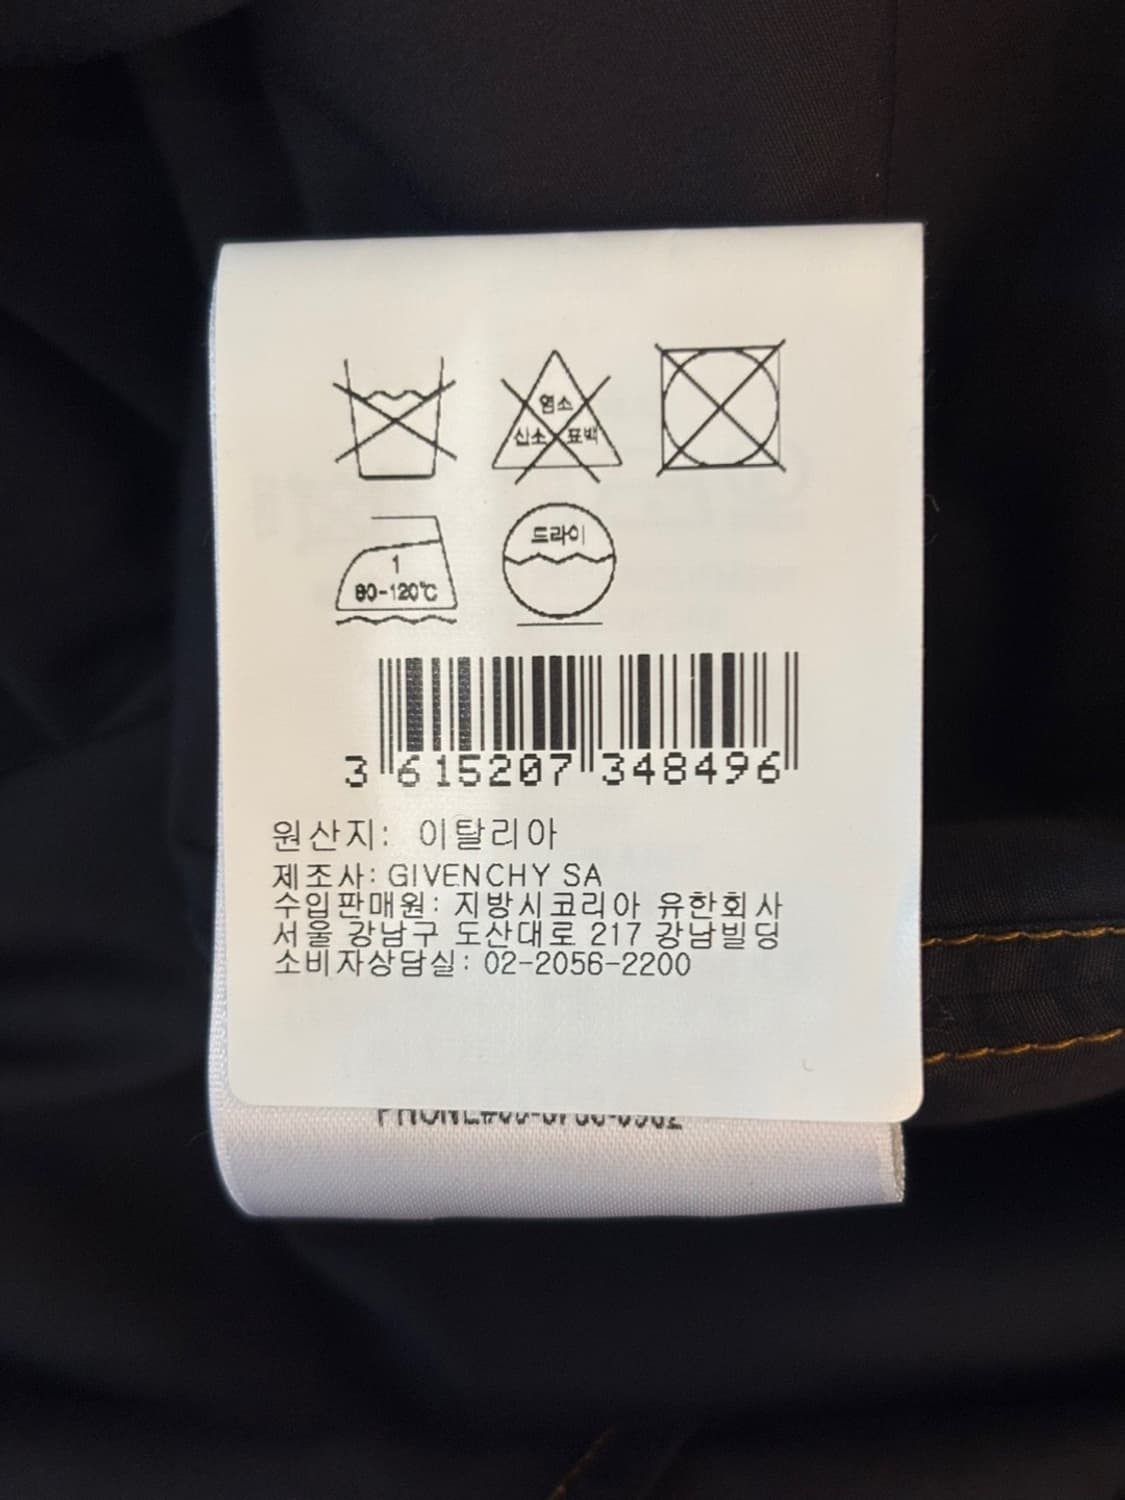 염소
산소 표백
드라이
1
80-120℃
3 615207 348496
원산지: 이탈리아
제조사: GIVENCHY SA
수입판매원: 지방시코리아 유한회사
서울 강남구 도산대로 217 강남빌딩
소비자상담실: 02-2056-2200